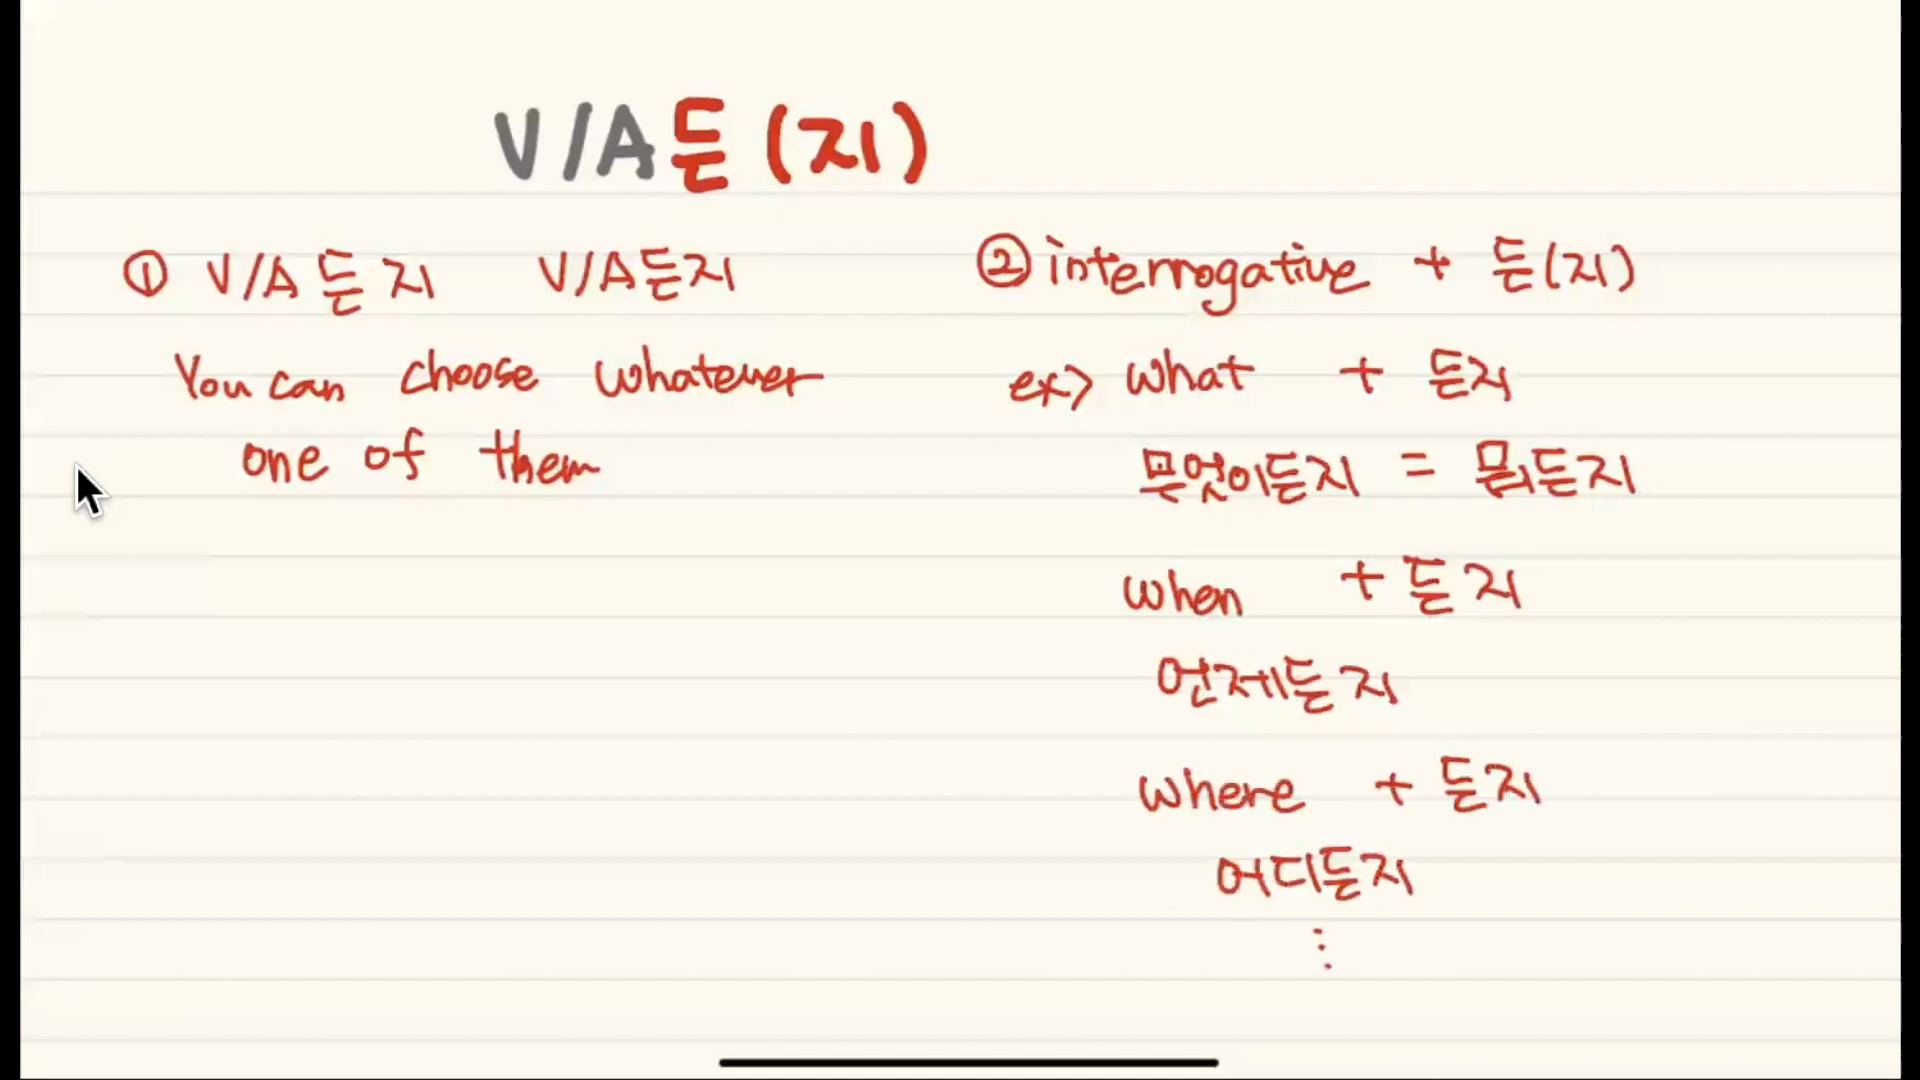 V/A든(지)
① V/A든지 V/A든지
You can choose whatever
one of them
② interrogative + 든(지)
ex> what + 든지
무엇이든지 = 뭐든지
when + 든지
언제든지
where + 든지
어디든지
⋮